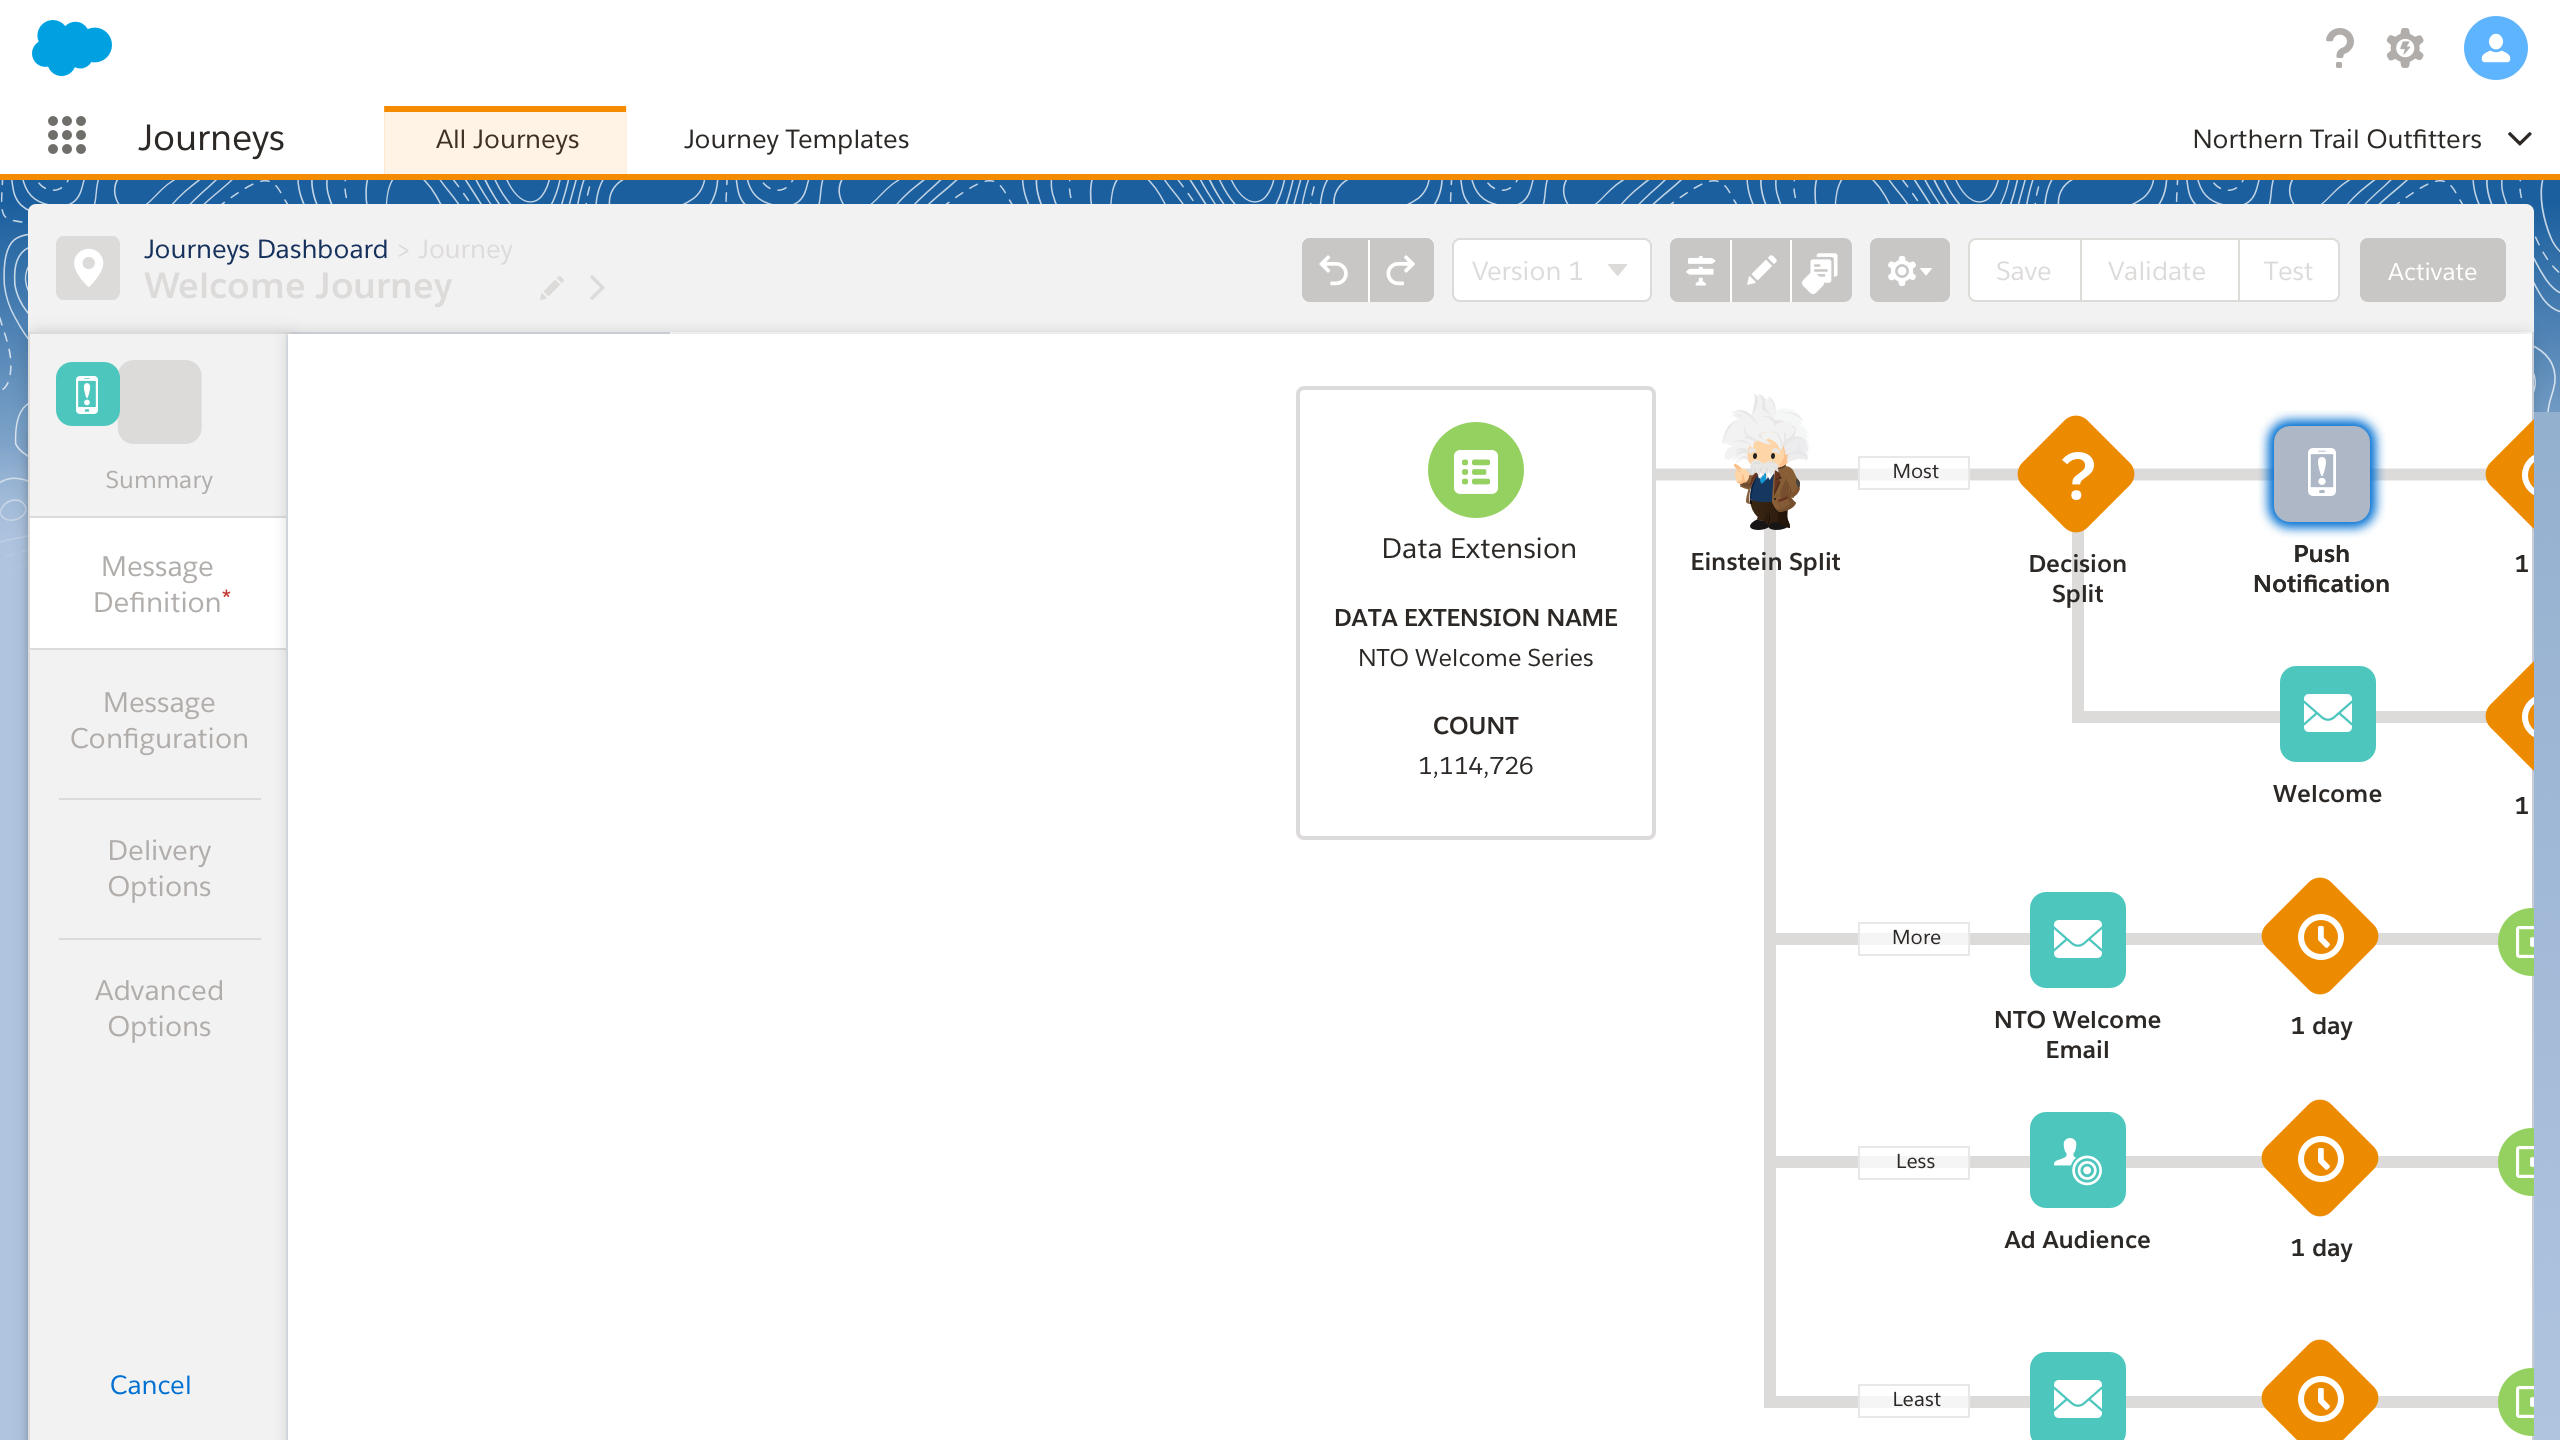 Journeys
All Journeys
Journey Templates
Northern Trail Outfitters
Journeys Dashboard > Journey
Welcome Journey
Version 1
Save
Validate
Test
Activate
Summary
Message
Definition*
Message
Configuration
Delivery
Options
Advanced
Options
Cancel
Data Extension
DATA EXTENSION NAME
NTO Welcome Series
COUNT
1,114,726
Einstein Split
Most
Decision
Split
Push
Notification
1
Welcome
1
More
NTO Welcome
Email
1 day
Less
Ad Audience
1 day
Least